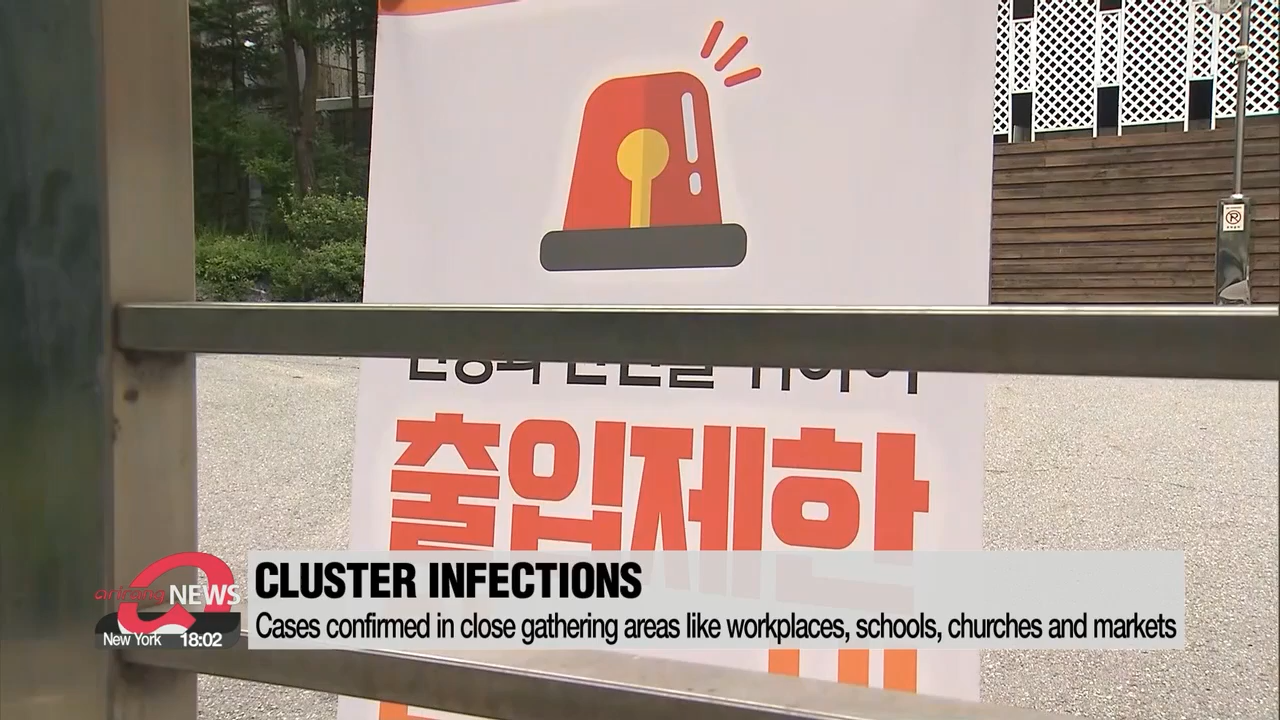 출입제한
arirang NEWS
New York 18:02
CLUSTER INFECTIONS
Cases confirmed in close gathering areas like workplaces, schools, churches and markets